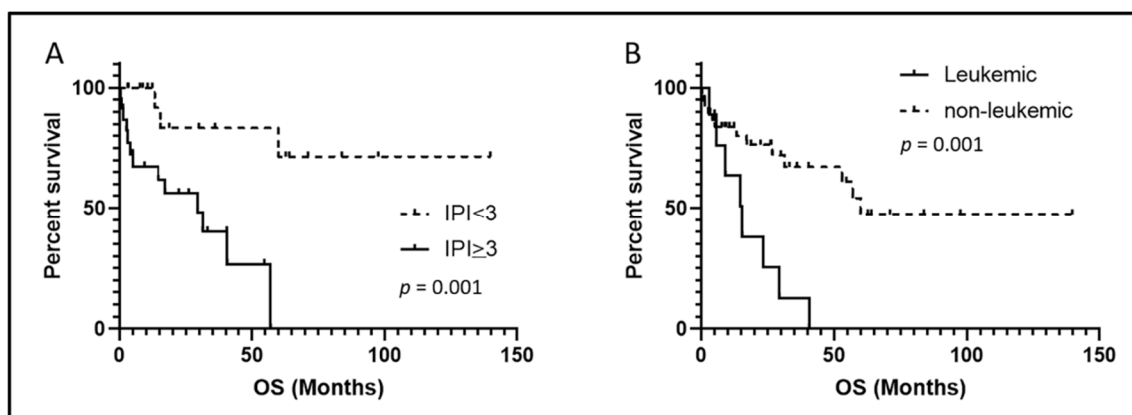 A
Percent survival
100
50
0
0
50
100
150
OS (Months)
IPI<3
IPI≥3
p = 0.001
B
Percent survival
100
50
0
0
50
100
150
OS (Months)
Leukemic
non-leukemic
p = 0.001